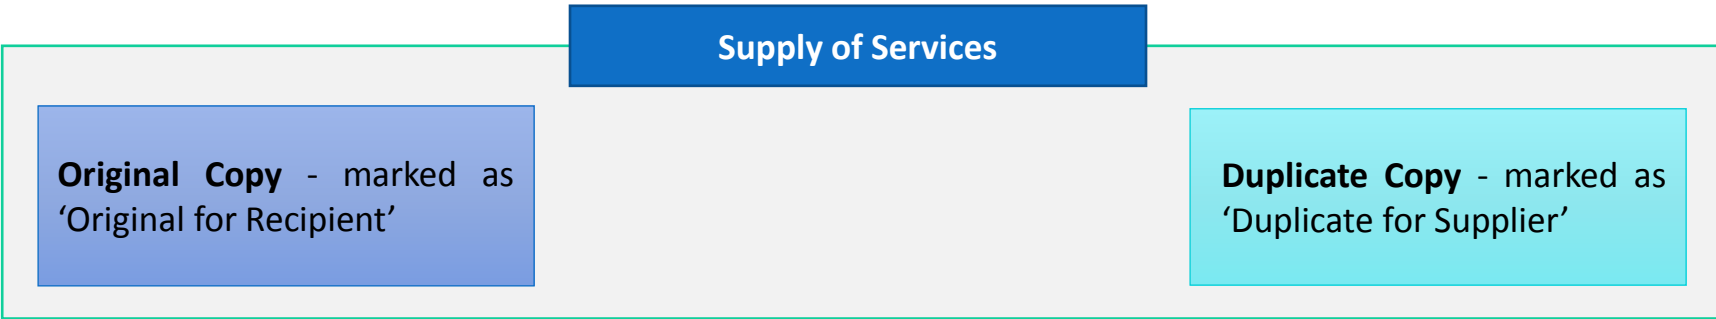 Supply of Services
Original Copy - marked as
‘Original for Recipient’
Duplicate Copy - marked as
‘Duplicate for Supplier’